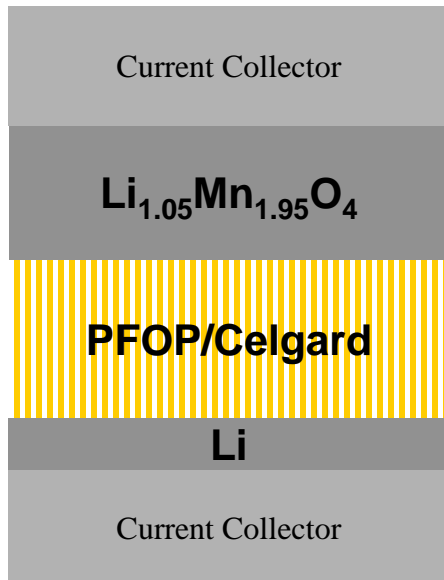 Current Collector
Li₁.₀₅Mn₁.₉₅O₄
PFOP/Celgard
Li
Current Collector